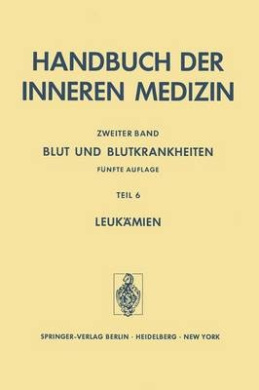 HANDBUCH DER
INNEREN MEDIZIN
ZWEITER BAND
BLUT UND BLUTKRANKHEITEN
FÜNFTE AUFLAGE
TEIL 6
LEUKÄMIEN
SPRINGER-VERLAG BERLIN · HEIDELBERG · NEW YORK